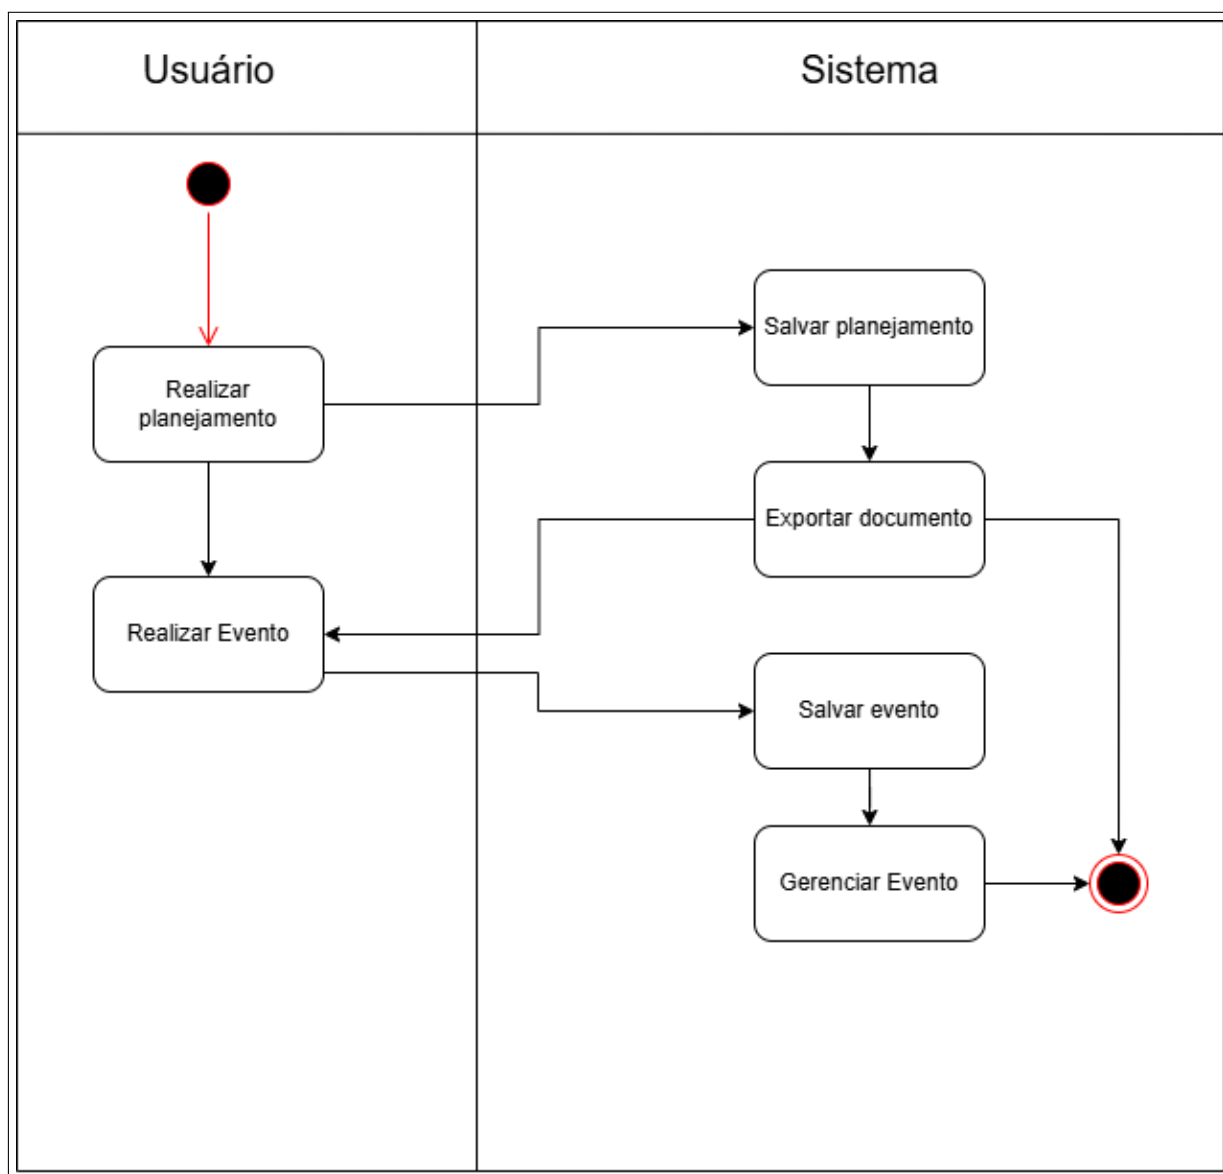 Usuário
Sistema
Realizar
planejamento
Salvar planejamento
Exportar documento
Realizar Evento
Salvar evento
Gerenciar Evento